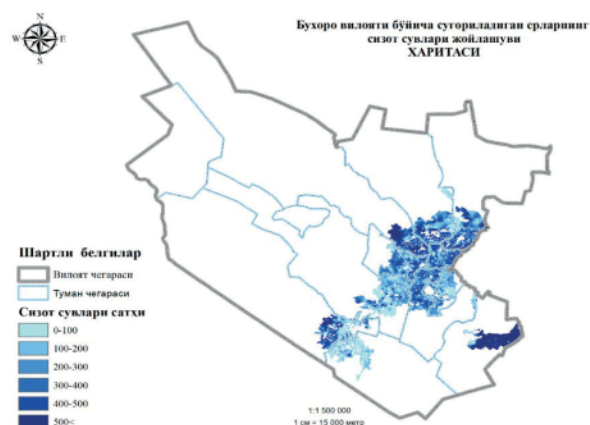 N
W E
S
Бухоро вилояти бўйича суғориладиган ерларнинг
сизот сувлари жойлашуви
ХАРИТАСИ
Шартли белгилар
Вилоят чегараси
Туман чегараси
Сизот сувлари сатҳи
0-100
100-200
200-300
300-400
400-500
500<
1:1 500 000
1 см = 15 000 метр